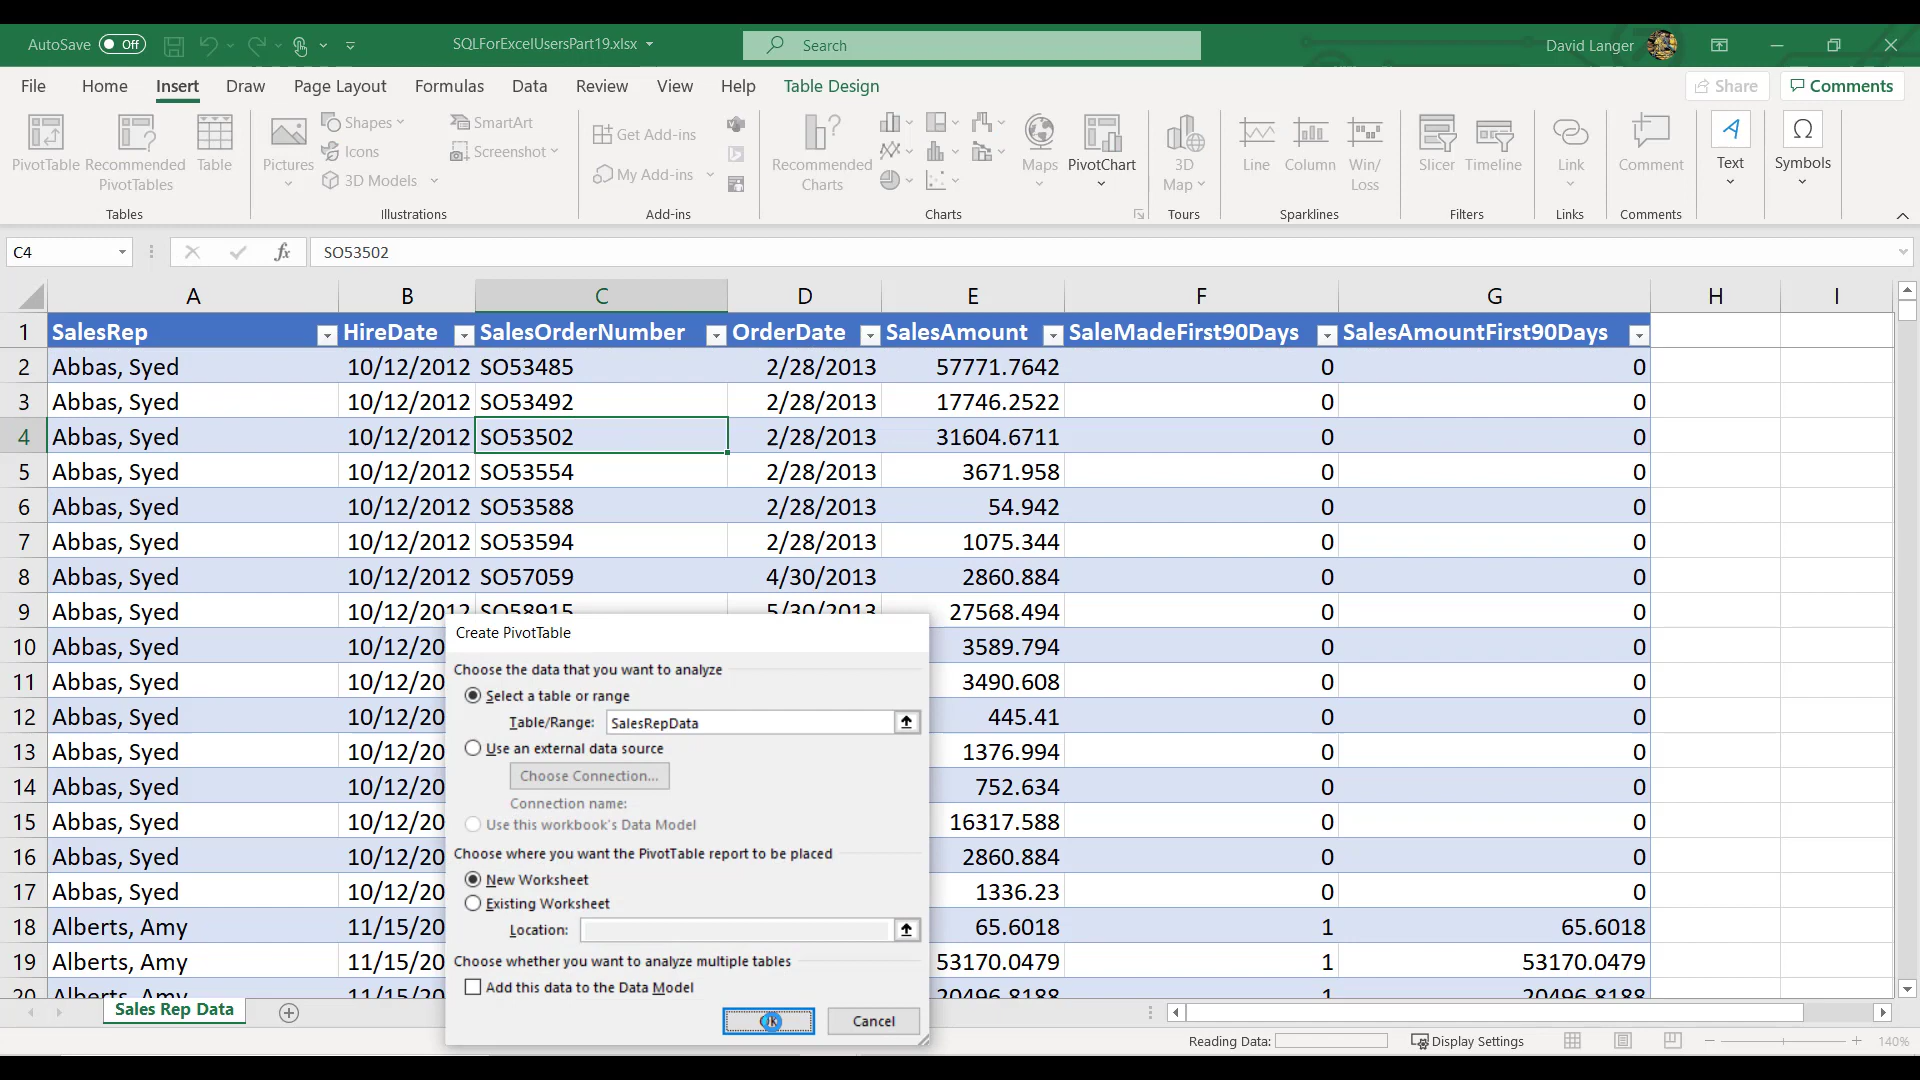 AutoSave Off SQLForExcelUsersPart19.xlsx Search David Langer
File Home Insert Draw Page Layout Formulas Data Review View Help Table Design Share Comments
PivotTable
Recommended
PivotTables
Table
Tables
Pictures
Shapes
Icons
3D Models
SmartArt
Screenshot
Illustrations
Get Add-ins
My Add-ins
Add-ins
Recommended
Charts
Maps
PivotChart
Charts
3D
Map
Tours
Line
Column
Win/
Loss
Sparklines
Slicer
Timeline
Filters
Link
Links
Comment
Comments
Text
Symbols
C4 fx SO53502
A B C D E F G H I
1 SalesRep HireDate SalesOrderNumber OrderDate SalesAmount SaleMadeFirst90Days SalesAmountFirst90Days
2 Abbas, Syed 10/12/2012 SO53485 2/28/2013 57771.7642 0 0
3 Abbas, Syed 10/12/2012 SO53492 2/28/2013 17746.2522 0 0
4 Abbas, Syed 10/12/2012 SO53502 2/28/2013 31604.6711 0 0
5 Abbas, Syed 10/12/2012 SO53554 2/28/2013 3671.958 0 0
6 Abbas, Syed 10/12/2012 SO53588 2/28/2013 54.942 0 0
7 Abbas, Syed 10/12/2012 SO53594 2/28/2013 1075.344 0 0
8 Abbas, Syed 10/12/2012 SO57059 4/30/2013 2860.884 0 0
9 Abbas, Syed 10/12/2012 SO58915 5/30/2013 27568.494 0 0
10 Abbas, Syed 10/12/20 3589.794 0 0
11 Abbas, Syed 10/12/20 3490.608 0 0
12 Abbas, Syed 10/12/20 445.41 0 0
13 Abbas, Syed 10/12/20 1376.994 0 0
14 Abbas, Syed 10/12/20 752.634 0 0
15 Abbas, Syed 10/12/20 16317.588 0 0
16 Abbas, Syed 10/12/20 2860.884 0 0
17 Abbas, Syed 10/12/20 1336.23 0 0
18 Alberts, Amy 11/15/20 65.6018 1 65.6018
19 Alberts, Amy 11/15/20 53170.0479 1 53170.0479
20 Alberts, Amy 11/15/20 20496.8188 1 20496.8188
Create PivotTable
Choose the data that you want to analyze
Select a table or range
Table/Range: SalesRepData
Use an external data source
Choose Connection...
Connection name:
Use this workbook's Data Model
Choose where you want the PivotTable report to be placed
New Worksheet
Existing Worksheet
Location:
Choose whether you want to analyze multiple tables
Add this data to the Data Model
OK Cancel
Sales Rep Data
Reading Data: Display Settings 140%